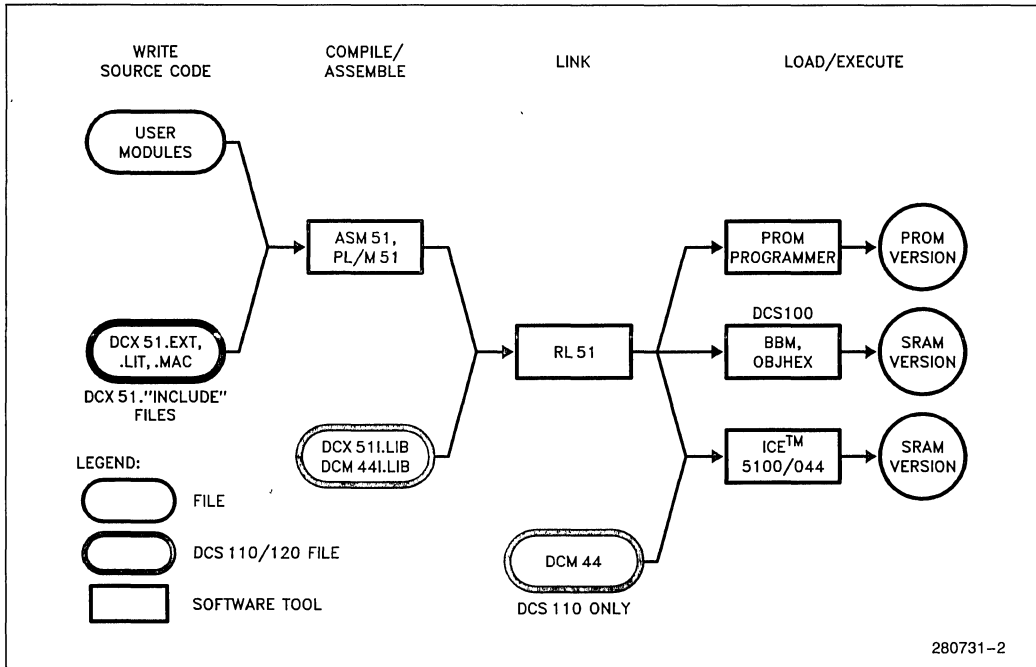 WRITE
SOURCE CODE
COMPILE/
ASSEMBLE
LINK
LOAD/EXECUTE
USER
MODULES
ASM 51,
PL/M 51
PROM
PROGRAMMER
PROM
VERSION
DCX 51.EXT,
.LIT, .MAC
DCX 51."INCLUDE"
FILES
RL 51
DCS100
BBM,
OBJHEX
SRAM
VERSION
DCX 51I.LIB
DCM 44I.LIB
ICE™
5100/044
SRAM
VERSION
DCM 44
DCS 110 ONLY
LEGEND:
FILE
DCS 110/120 FILE
SOFTWARE TOOL
280731-2